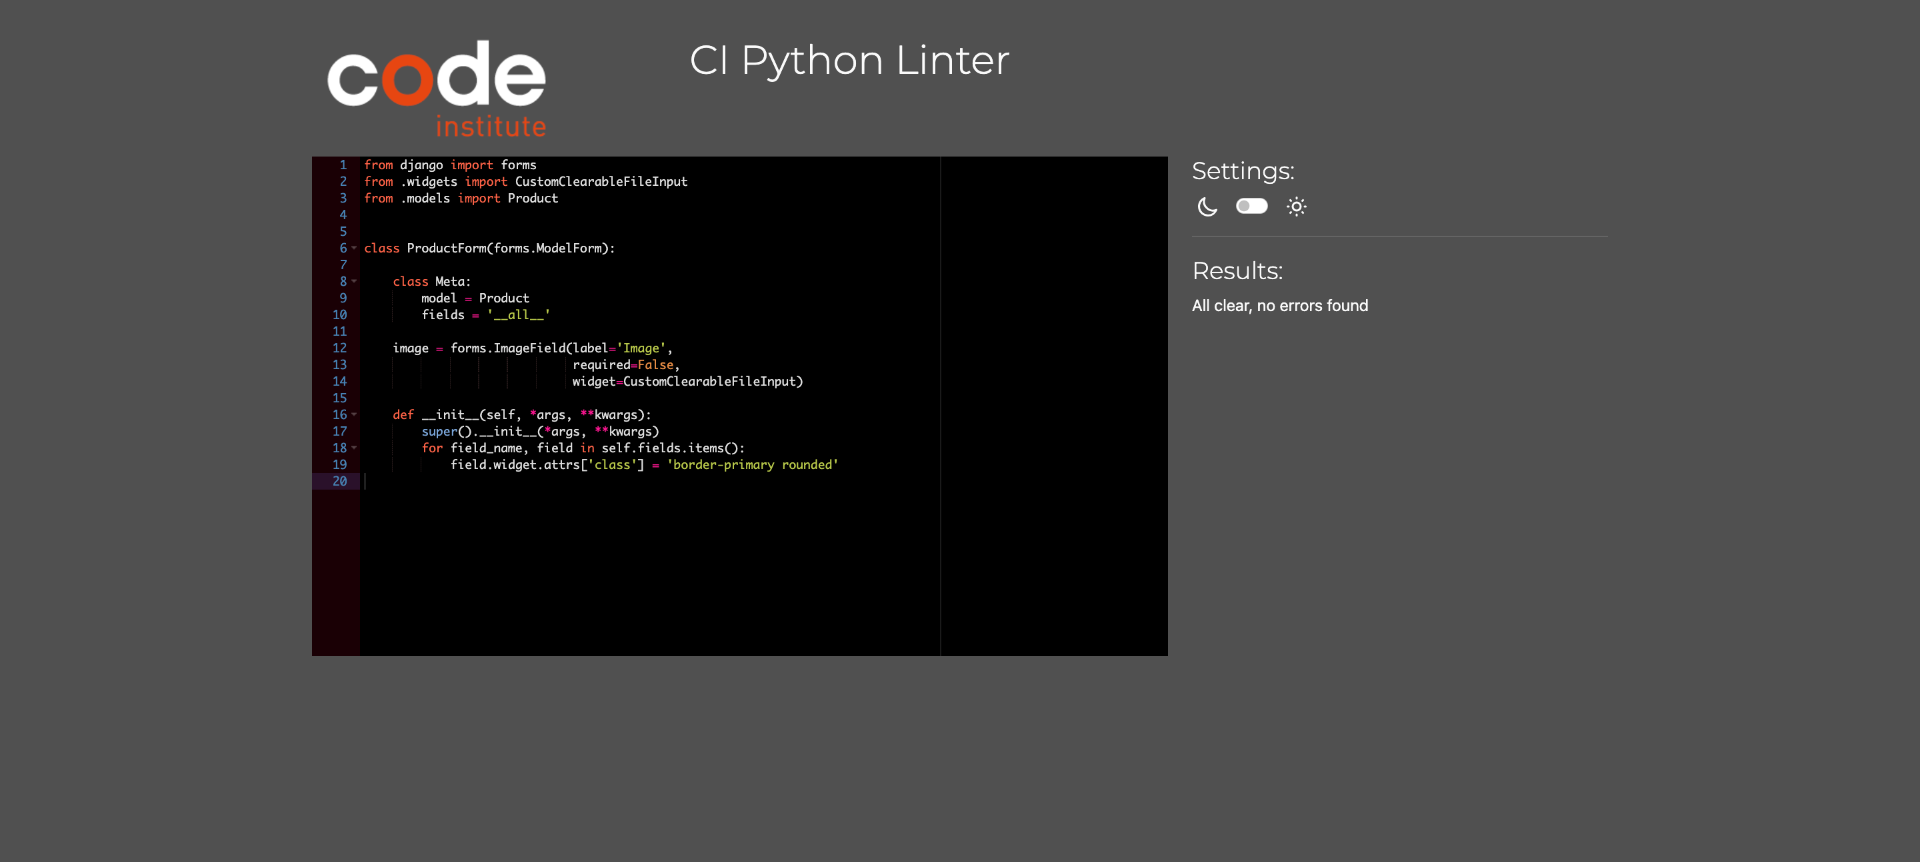 code
institute
CI Python Linter
1 from django import forms
2 from .widgets import CustomClearableFileInput
3 from .models import Product
4
5
6 class ProductForm(forms.ModelForm):
7
8     class Meta:
9         model = Product
10         fields = '__all__'
11
12     image = forms.ImageField(label='Image',
13                              required=False,
14                              widget=CustomClearableFileInput)
15
16     def __init__(self, *args, **kwargs):
17         super().__init__(*args, **kwargs)
18         for field_name, field in self.fields.items():
19             field.widget.attrs['class'] = 'border-primary rounded'
20
Settings:
Results:
All clear, no errors found